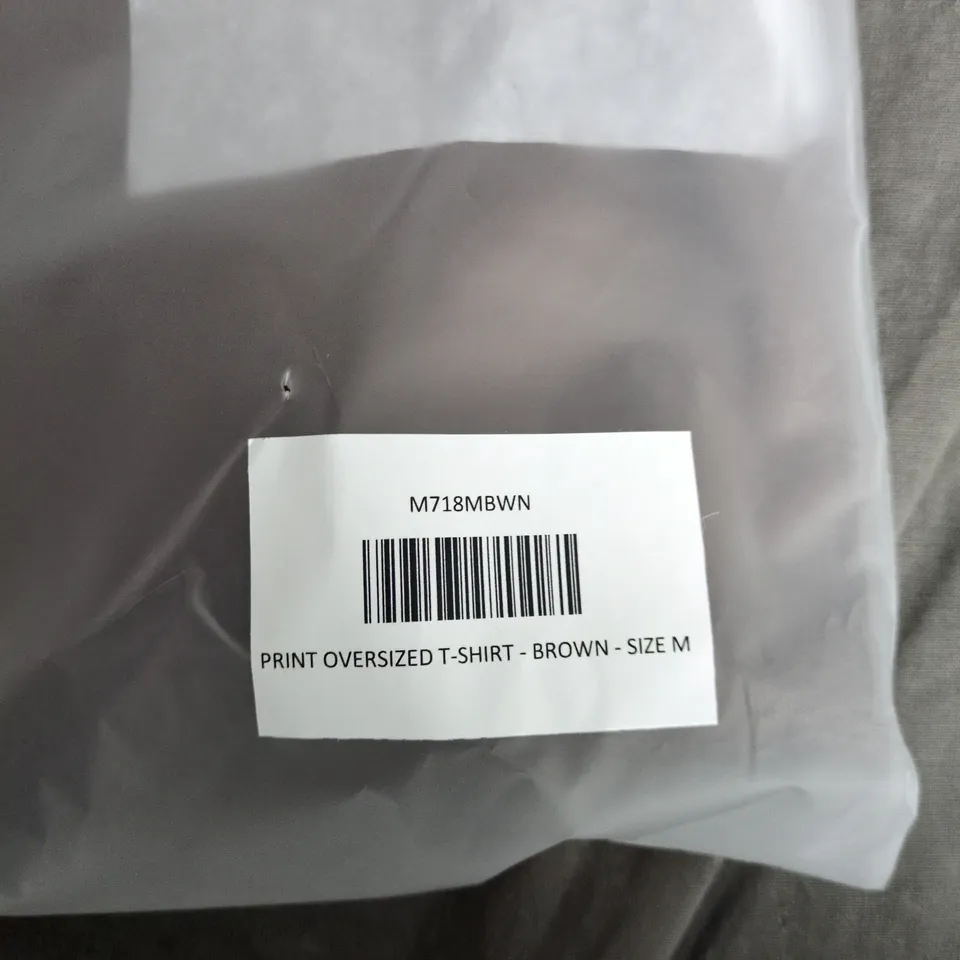 M718MBWN
PRINT OVERSIZED T-SHIRT - BROWN - SIZE M